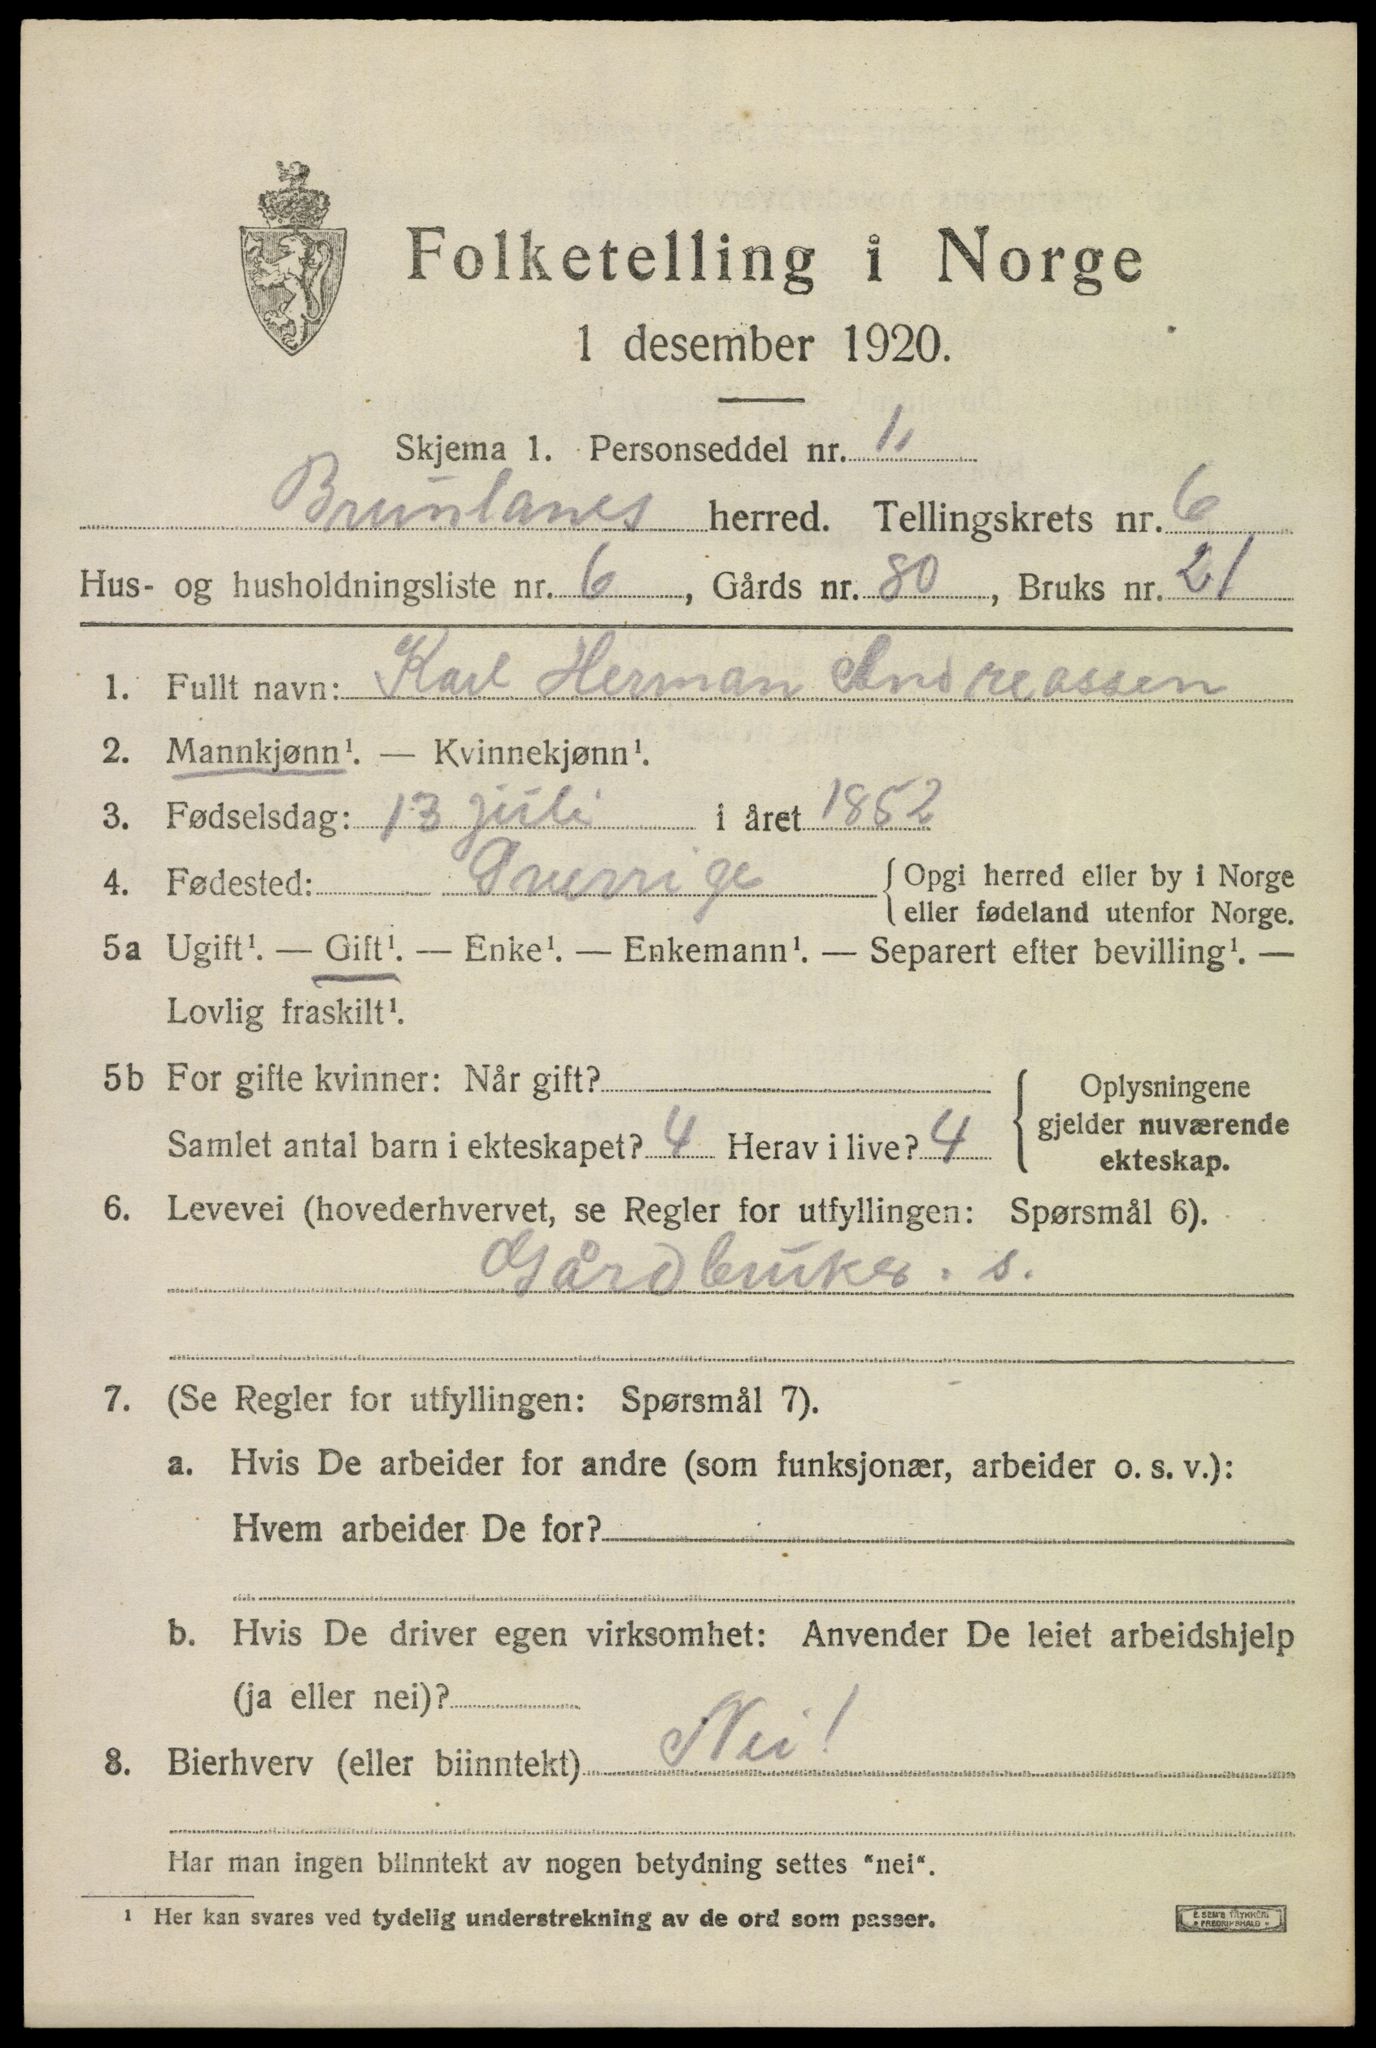 Folketelling i Norge
1 desember 1920.
Skjema 1. Personseddel nr. 1,
Brunlanes herred. Tellingskrets nr. 6
Hus- og husholdningsliste nr. 6, Gårds nr. 80, Bruks nr. 21
1. Fullt navn: Karl Herman Andreassen
2. Mannkjønn¹. — Kvinnekjønn¹.
3. Fødselsdag: 13 juli i året 1852
4. Fødested: Sverrige { Opgi herred eller by i Norge
eller fødeland utenfor Norge.
5a Ugift¹. — Gift¹. — Enke¹. — Enkemann¹. — Separert efter bevilling¹. —
Lovlig fraskilt¹.
5b For gifte kvinner: Når gift?
Samlet antal barn i ekteskapet? 4 Herav i live? 4
Oplysningene
gjelder nuværende
ekteskap.
6. Levevei (hovederhvervet, se Regler for utfyllingen: Spørsmål 6).
Gårdbruker. s.
7. (Se Regler for utfyllingen: Spørsmål 7).
a. Hvis De arbeider for andre (som funksjonær, arbeider o. s. v.):
Hvem arbeider De for?
b. Hvis De driver egen virksomhet: Anvender De leiet arbeidshjelp
(ja eller nei)?
8. Bierhverv (eller biinntekt) Nei!
Har man ingen biinntekt av nogen betydning settes "nei".
¹ Her kan svares ved tydelig understrekning av de ord som passer.
E. SEM'S TRYKKERI
FREDRIKSHALD